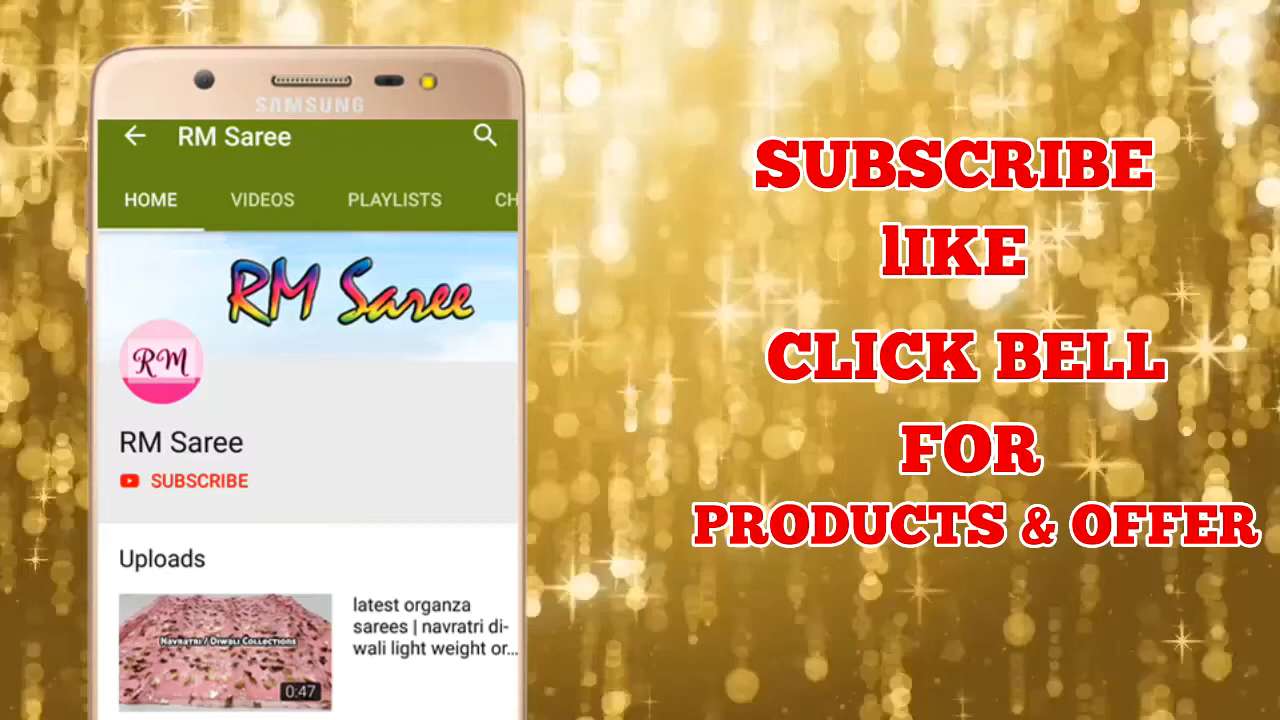 SAMSUNG
RM Saree
HOME VIDEOS PLAYLISTS CH
RM Saree
RM
RM Saree
SUBSCRIBE
Uploads
Navratri / Diwali Collections
0:47
latest organza
sarees | navratri di-
wali light weight or...
SUBSCRIBE
lIKE
CLICK BELL
FOR
PRODUCTS & OFFER